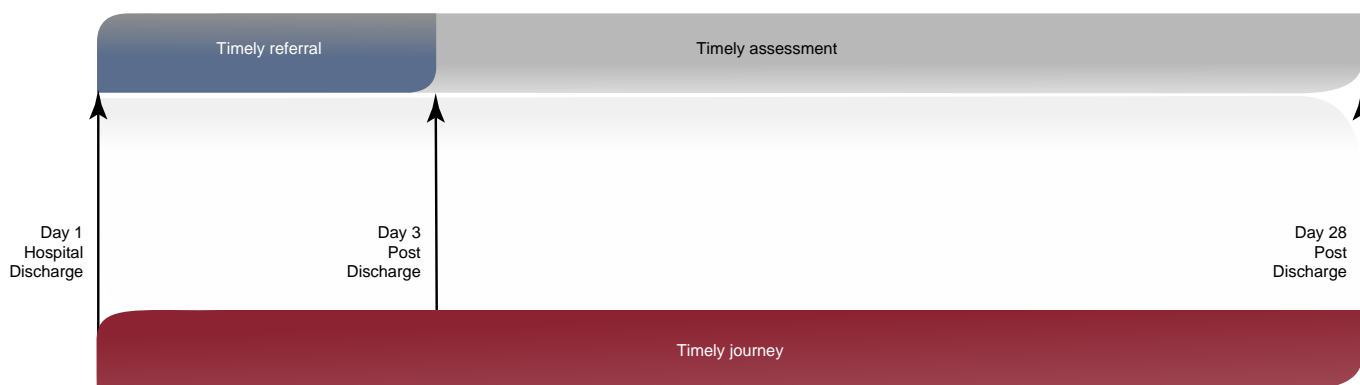 Timely referral
Timely assessment
Day 1
Hospital
Discharge
Day 3
Post
Discharge
Day 28
Post
Discharge
Timely journey